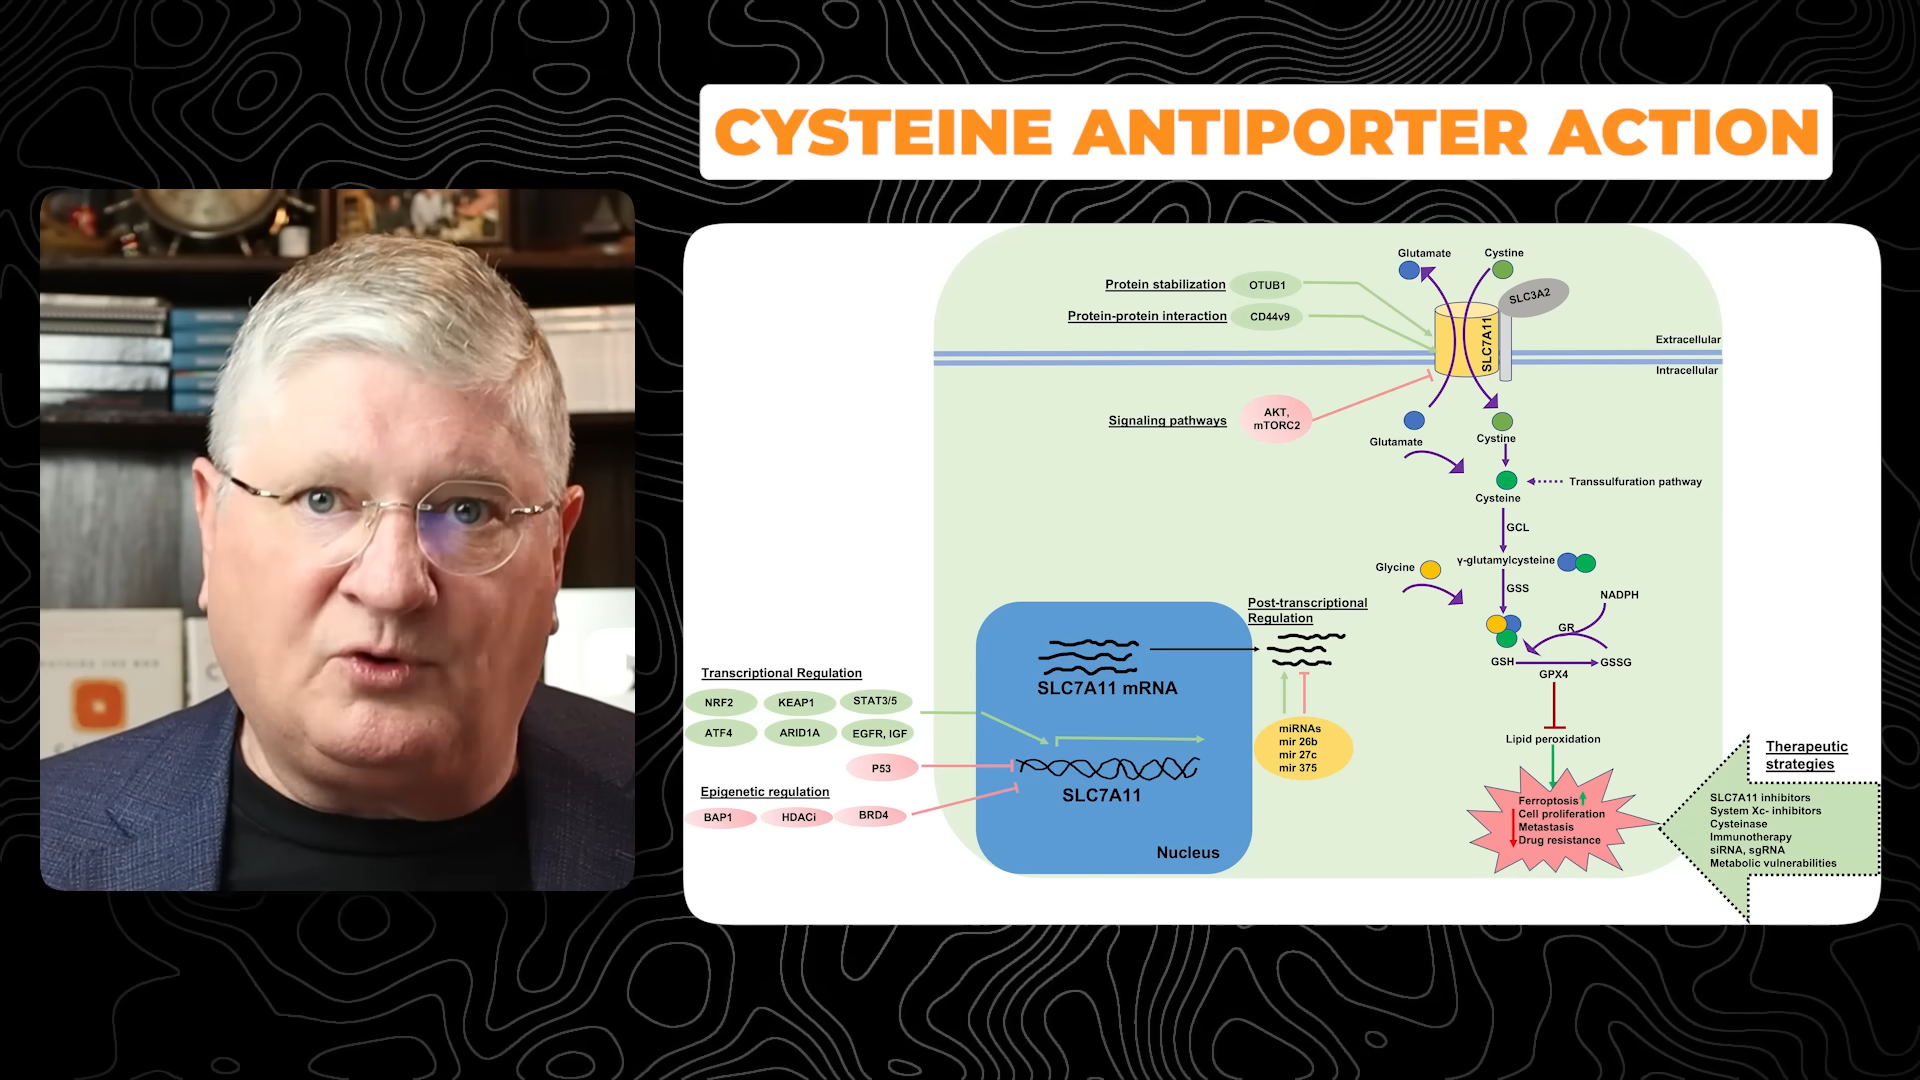 CYSTEINE ANTIPORTER ACTION
Glutamate
Cystine
Protein stabilization
OTUB1
SLC3A2
Protein-protein interaction
CD44v9
SLC7A11
Extracellular
Intracellular
Signaling pathways
AKT,
mTORC2
Glutamate
Cystine
Transsulfuration pathway
Cysteine
GCL
γ-glutamylcysteine
Glycine
GSS
NADPH
GR
GSH
GSSG
GPX4
Lipid peroxidation
Post-transcriptional
Regulation
SLC7A11 mRNA
Transcriptional Regulation
NRF2
KEAP1
STAT3/5
ATF4
ARID1A
EGFR, IGF
P53
Epigenetic regulation
BAP1
HDACi
BRD4
SLC7A11
Nucleus
miRNAs
mir 26b
mir 27c
mir 375
Ferroptosis
Cell proliferation
Metastasis
Drug resistance
Therapeutic
strategies
SLC7A11 inhibitors
System Xc- inhibitors
Cysteinase
Immunotherapy
siRNA, sgRNA
Metabolic vulnerabilities